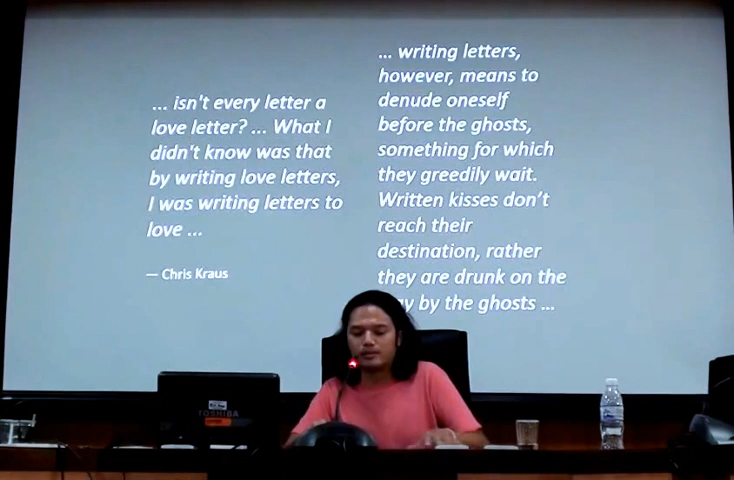 ... isn't every letter a
love letter? ... What I
didn't know was that
by writing love letters,
I was writing letters to
love ...
— Chris Kraus
... writing letters,
however, means to
denude oneself
before the ghosts,
something for which
they greedily wait.
Written kisses don't
reach their
destination, rather
they are drunk on the
by the ghosts ...
TOSHIBA